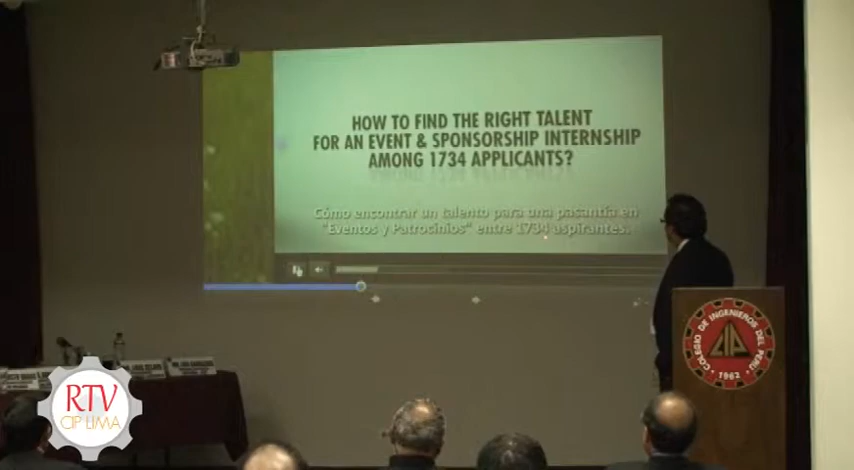 HOW TO FIND THE RIGHT TALENT
FOR AN EVENT & SPONSORSHIP INTERNSHIP
AMONG 1734 APPLICANTS?
Cómo encontrar un talento para una pasantía en
"Eventos y Patrocinios" entre 1734 aspirantes.
COLEGIO DE INGENIEROS DEL PERU
CIP
1962
RTV
CIP LIMA